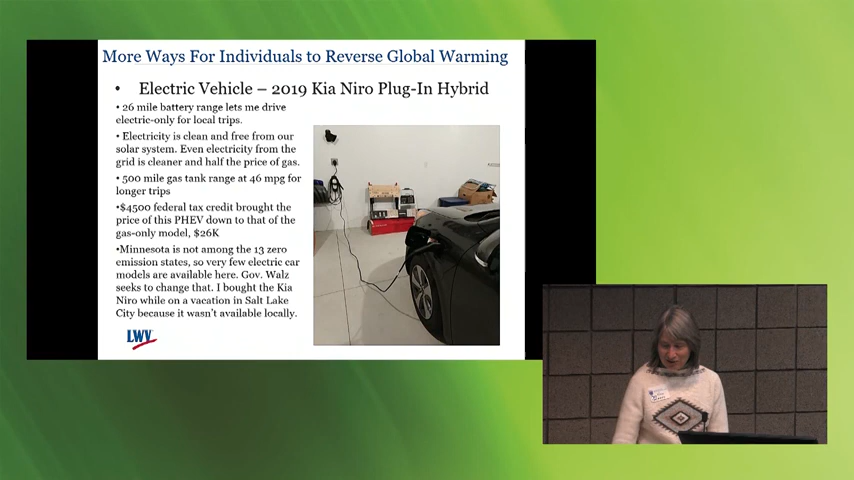 More Ways For Individuals to Reverse Global Warming
• Electric Vehicle – 2019 Kia Niro Plug-In Hybrid
• 26 mile battery range lets me drive
electric-only for local trips.
• Electricity is clean and free from our
solar system. Even electricity from the
grid is cleaner and half the price of gas.
• 500 mile gas tank range at 46 mpg for
longer trips
•$4500 federal tax credit brought the
price of this PHEV down to that of the
gas-only model, $26K
•Minnesota is not among the 13 zero
emission states, so very few electric car
models are available here. Gov. Walz
seeks to change that. I bought the Kia
Niro while on a vacation in Salt Lake
City because it wasn't available locally.
LWV